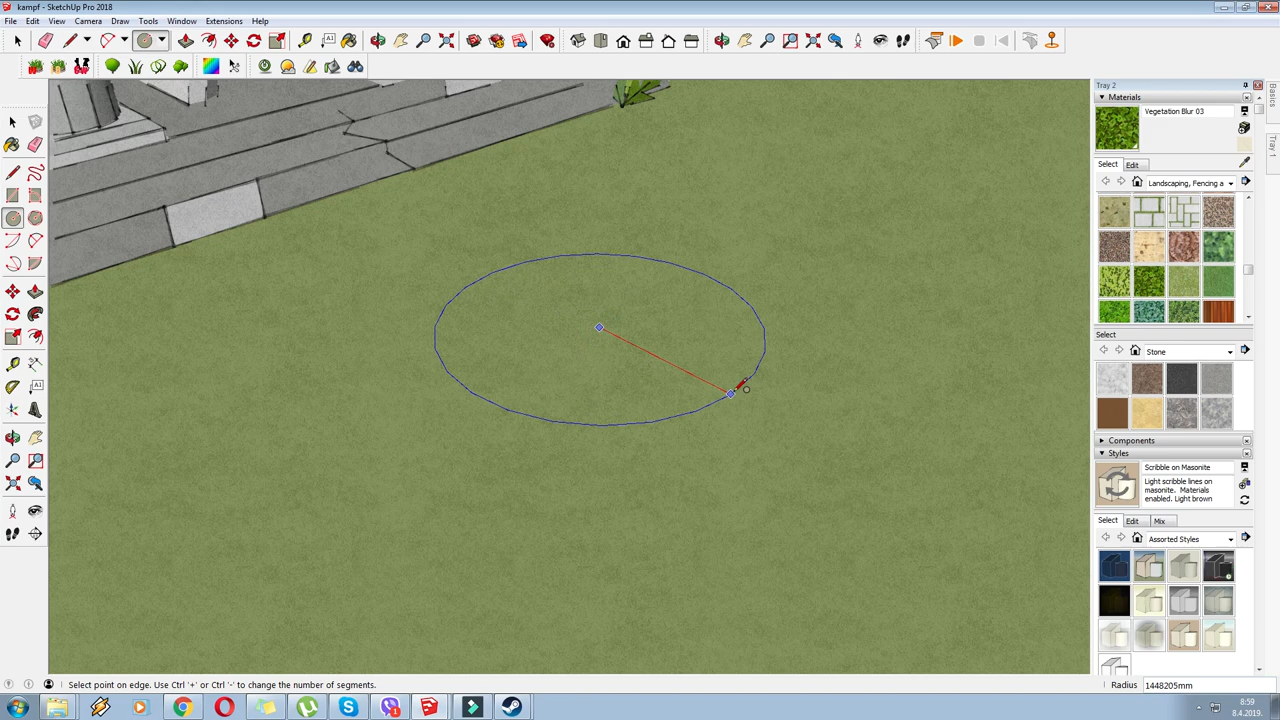 kampf - SketchUp Pro 2018
File Edit View Camera Draw Tools Window Extensions Help
Tray 2
Materials
Vegetation Blur 03
Select Edit
Landscaping, Fencing a
Select
Stone
Components
Styles
Scribble on Masonite
Light scribble lines on
masonite. Materials
enabled. Light brown
Select Edit Mix
Assorted Styles
Basics
Tray 1
Select point on edge. Use Ctrl '+' or Ctrl '-' to change the number of segments.
Radius 1448205mm
8:59
8.4.2019.